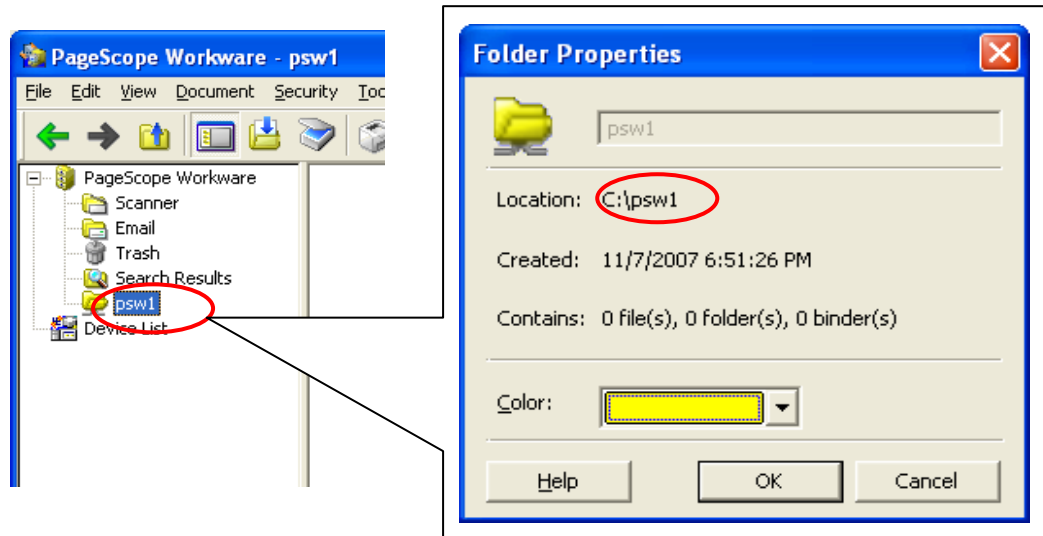 PageScope Workware - psw1
File Edit View Document Security
PageScope Workware
Scanner
Email
Trash
Search Results
psw1
Device List
Folder Properties
psw1
Location: C:\psw1
Created: 11/7/2007 6:51:26 PM
Contains: 0 file(s), 0 folder(s), 0 binder(s)
Color:
Help OK Cancel